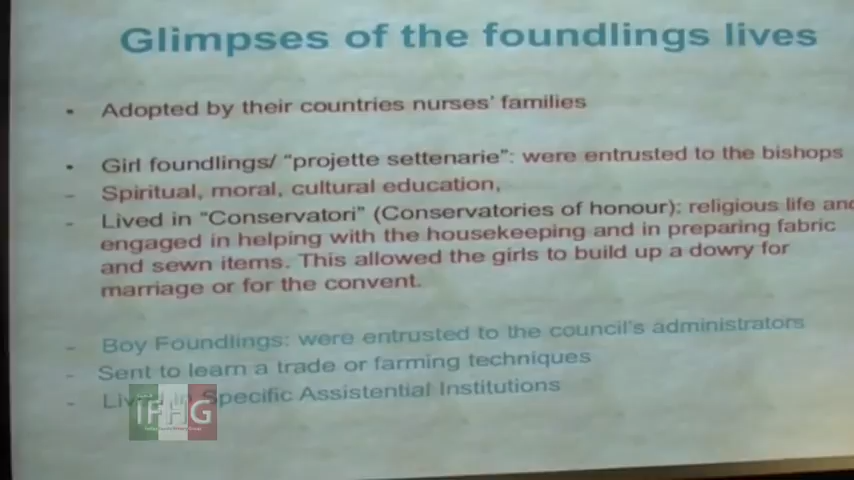 Glimpses of the foundlings lives
• Adopted by their countries nurses' families
• Girl foundlings/ “projette settenarie”: were entrusted to the bishops
- Spiritual, moral, cultural education,
- Lived in “Conservatori” (Conservatories of honour): religious life and
engaged in helping with the housekeeping and in preparing fabric
and sewn items. This allowed the girls to build up a dowry for
marriage or for the convent.
- Boy Foundlings: were entrusted to the council's administrators
- Sent to learn a trade or farming techniques
- Lived in Specific Assistential Institutions
IFHG